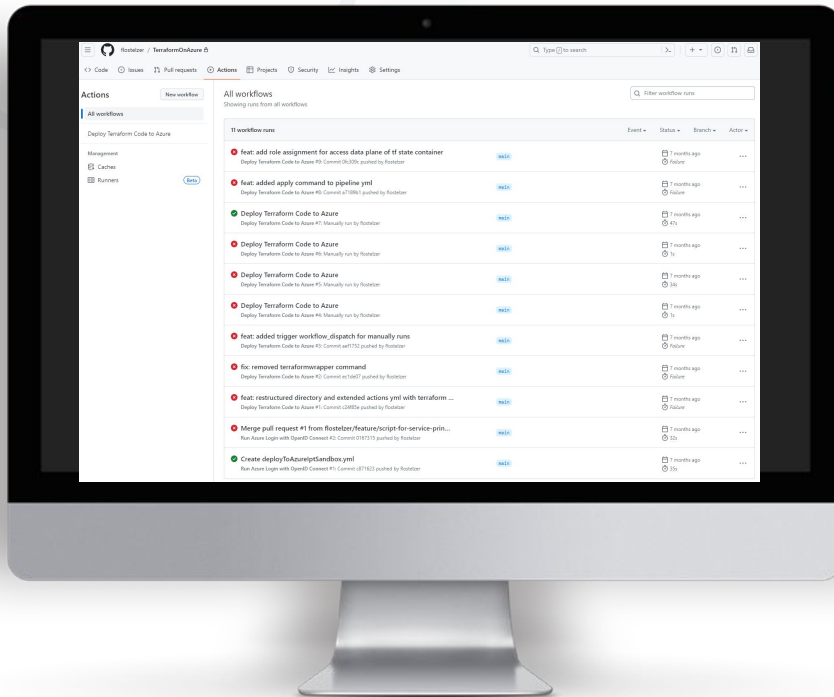 flostelzer / TerraformOnAzure
Type / to search
Code Issues Pull requests Actions Projects Security Insights Settings
Actions
New workflow
All workflows
Deploy Terraform Code to Azure
Management
Caches
Runners Beta
All workflows
Showing runs from all workflows
Filter workflow runs
11 workflow runs Event Status Branch Actor
feat: add role assignment for access data plane of tf state container
Deploy Terraform Code to Azure #9: Commit 0fc309c pushed by flostelzer
main
7 months ago
Failure
feat: added apply command to pipeline yml
Deploy Terraform Code to Azure #8: Commit pushed by flostelzer
main
7 months ago
Failure
Deploy Terraform Code to Azure
Deploy Terraform Code to Azure #7: Manually run by flostelzer
main
7 months ago
47s
Deploy Terraform Code to Azure
Deploy Terraform Code to Azure #6: Manually run by flostelzer
main
7 months ago
1s
Deploy Terraform Code to Azure
Deploy Terraform Code to Azure #5: Manually run by flostelzer
main
7 months ago
34s
Deploy Terraform Code to Azure
Deploy Terraform Code to Azure #4: Manually run by flostelzer
main
7 months ago
1s
feat: added trigger workflow_dispatch for manually runs
Deploy Terraform Code to Azure #3: Commit aef1752 pushed by flostelzer
main
7 months ago
Failure
fix: removed terraformwrapper command
Deploy Terraform Code to Azure #2: Commit ec1de07 pushed by flostelzer
main
7 months ago
Failure
feat: restructured directory and extended actions yml with terraform ...
Deploy Terraform Code to Azure #1: Commit c24f85e pushed by flostelzer
main
7 months ago
Failure
Merge pull request #1 from flostelzer/feature/script-for-service-prin...
Run Azure Login with OpenID Connect #2: Commit 0187315 pushed by flostelzer
main
7 months ago
32s
Create deployToAzureIptSandbox.yml
Run Azure Login with OpenID Connect #1: Commit c871623 pushed by flostelzer
main
7 months ago
33s